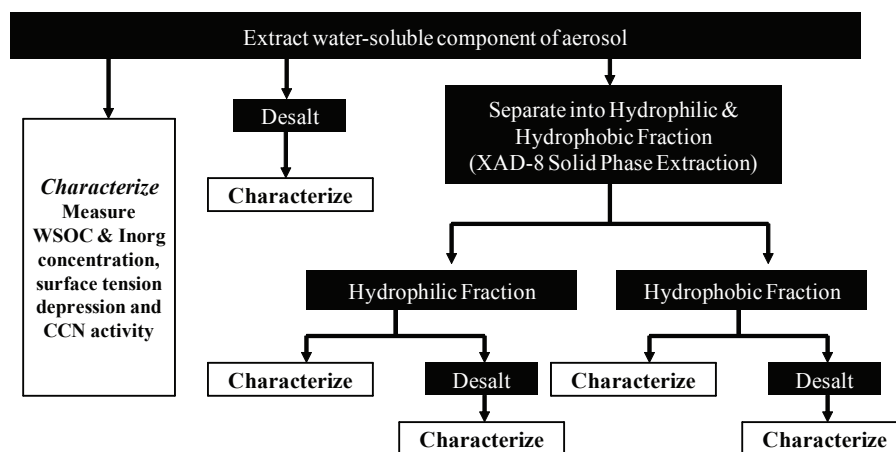 Extract water-soluble component of aerosol
Desalt
Separate into Hydrophilic &
Hydrophobic Fraction
(XAD-8 Solid Phase Extraction)
Characterize
Measure
WSOC & Inorg
concentration,
surface tension
depression and
CCN activity
Characterize
Hydrophilic Fraction
Hydrophobic Fraction
Characterize
Desalt
Characterize
Desalt
Characterize
Characterize